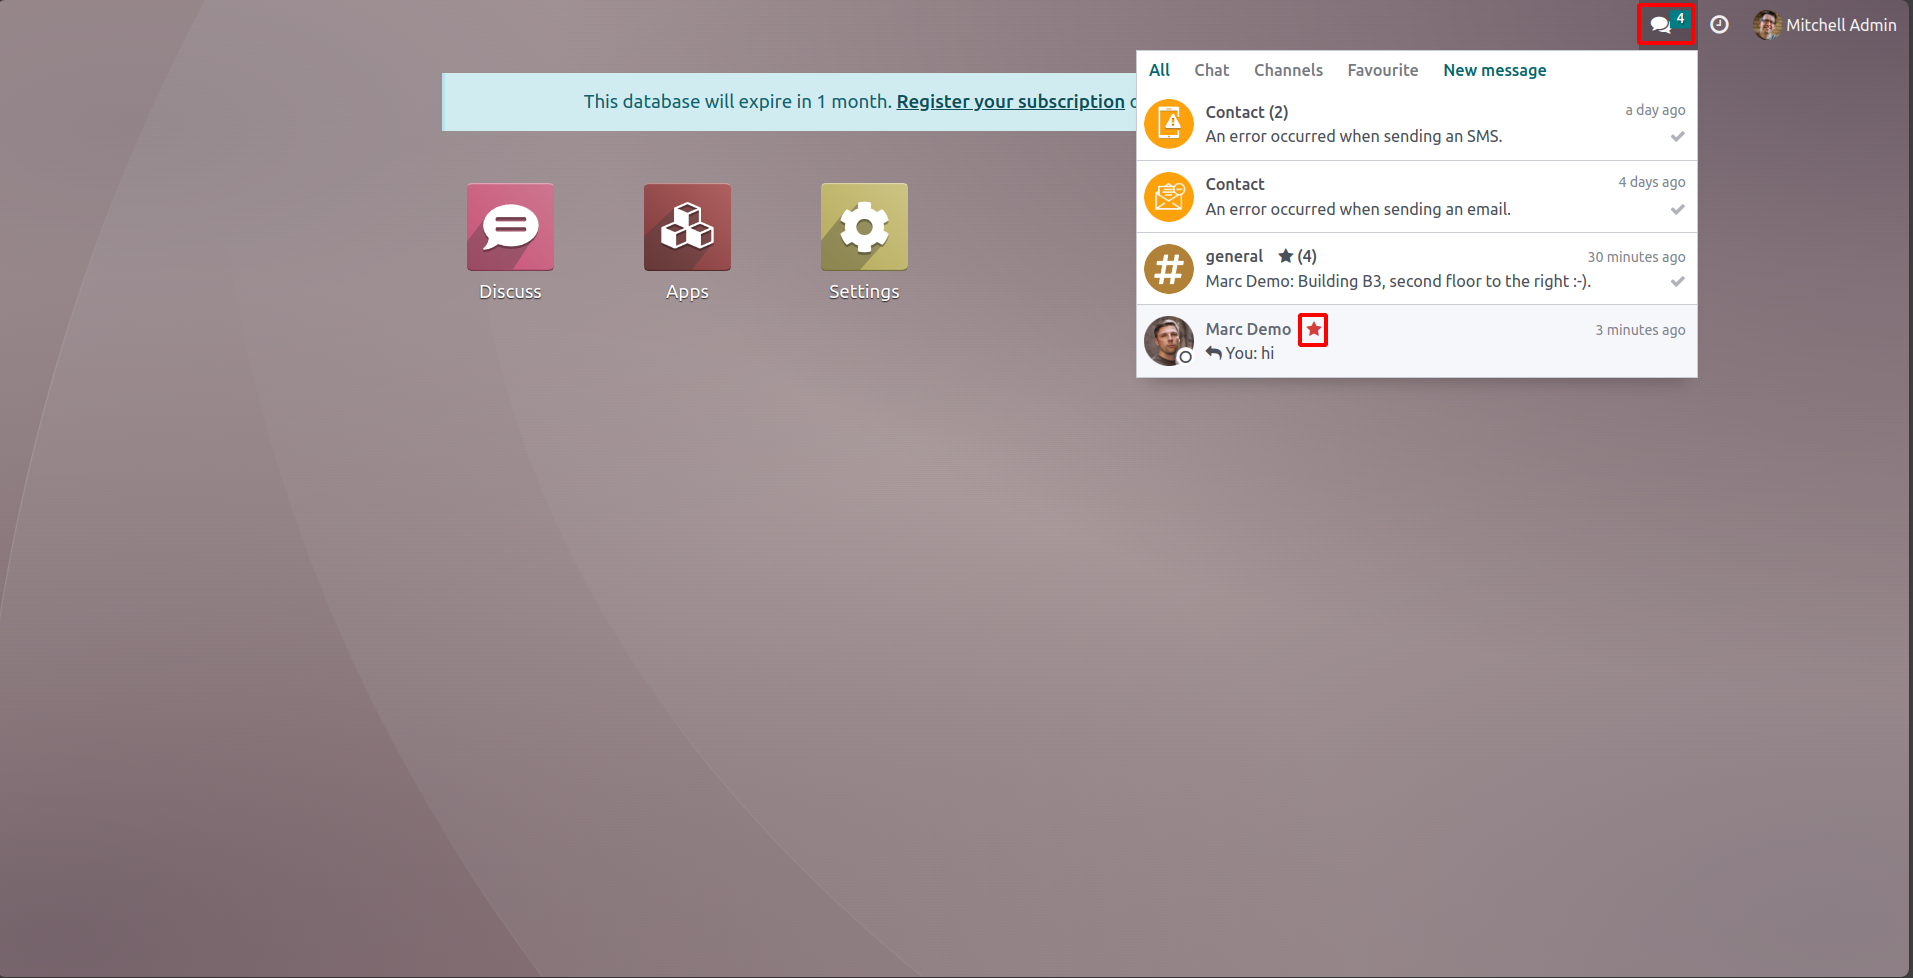 4
Mitchell Admin
All Chat Channels Favourite New message
This database will expire in 1 month. Register your subscription
Contact (2) a day ago
An error occurred when sending an SMS.
Contact 4 days ago
An error occurred when sending an email.
general (4) 30 minutes ago
Marc Demo: Building B3, second floor to the right :-).
Marc Demo 3 minutes ago
You: hi
Discuss Apps Settings